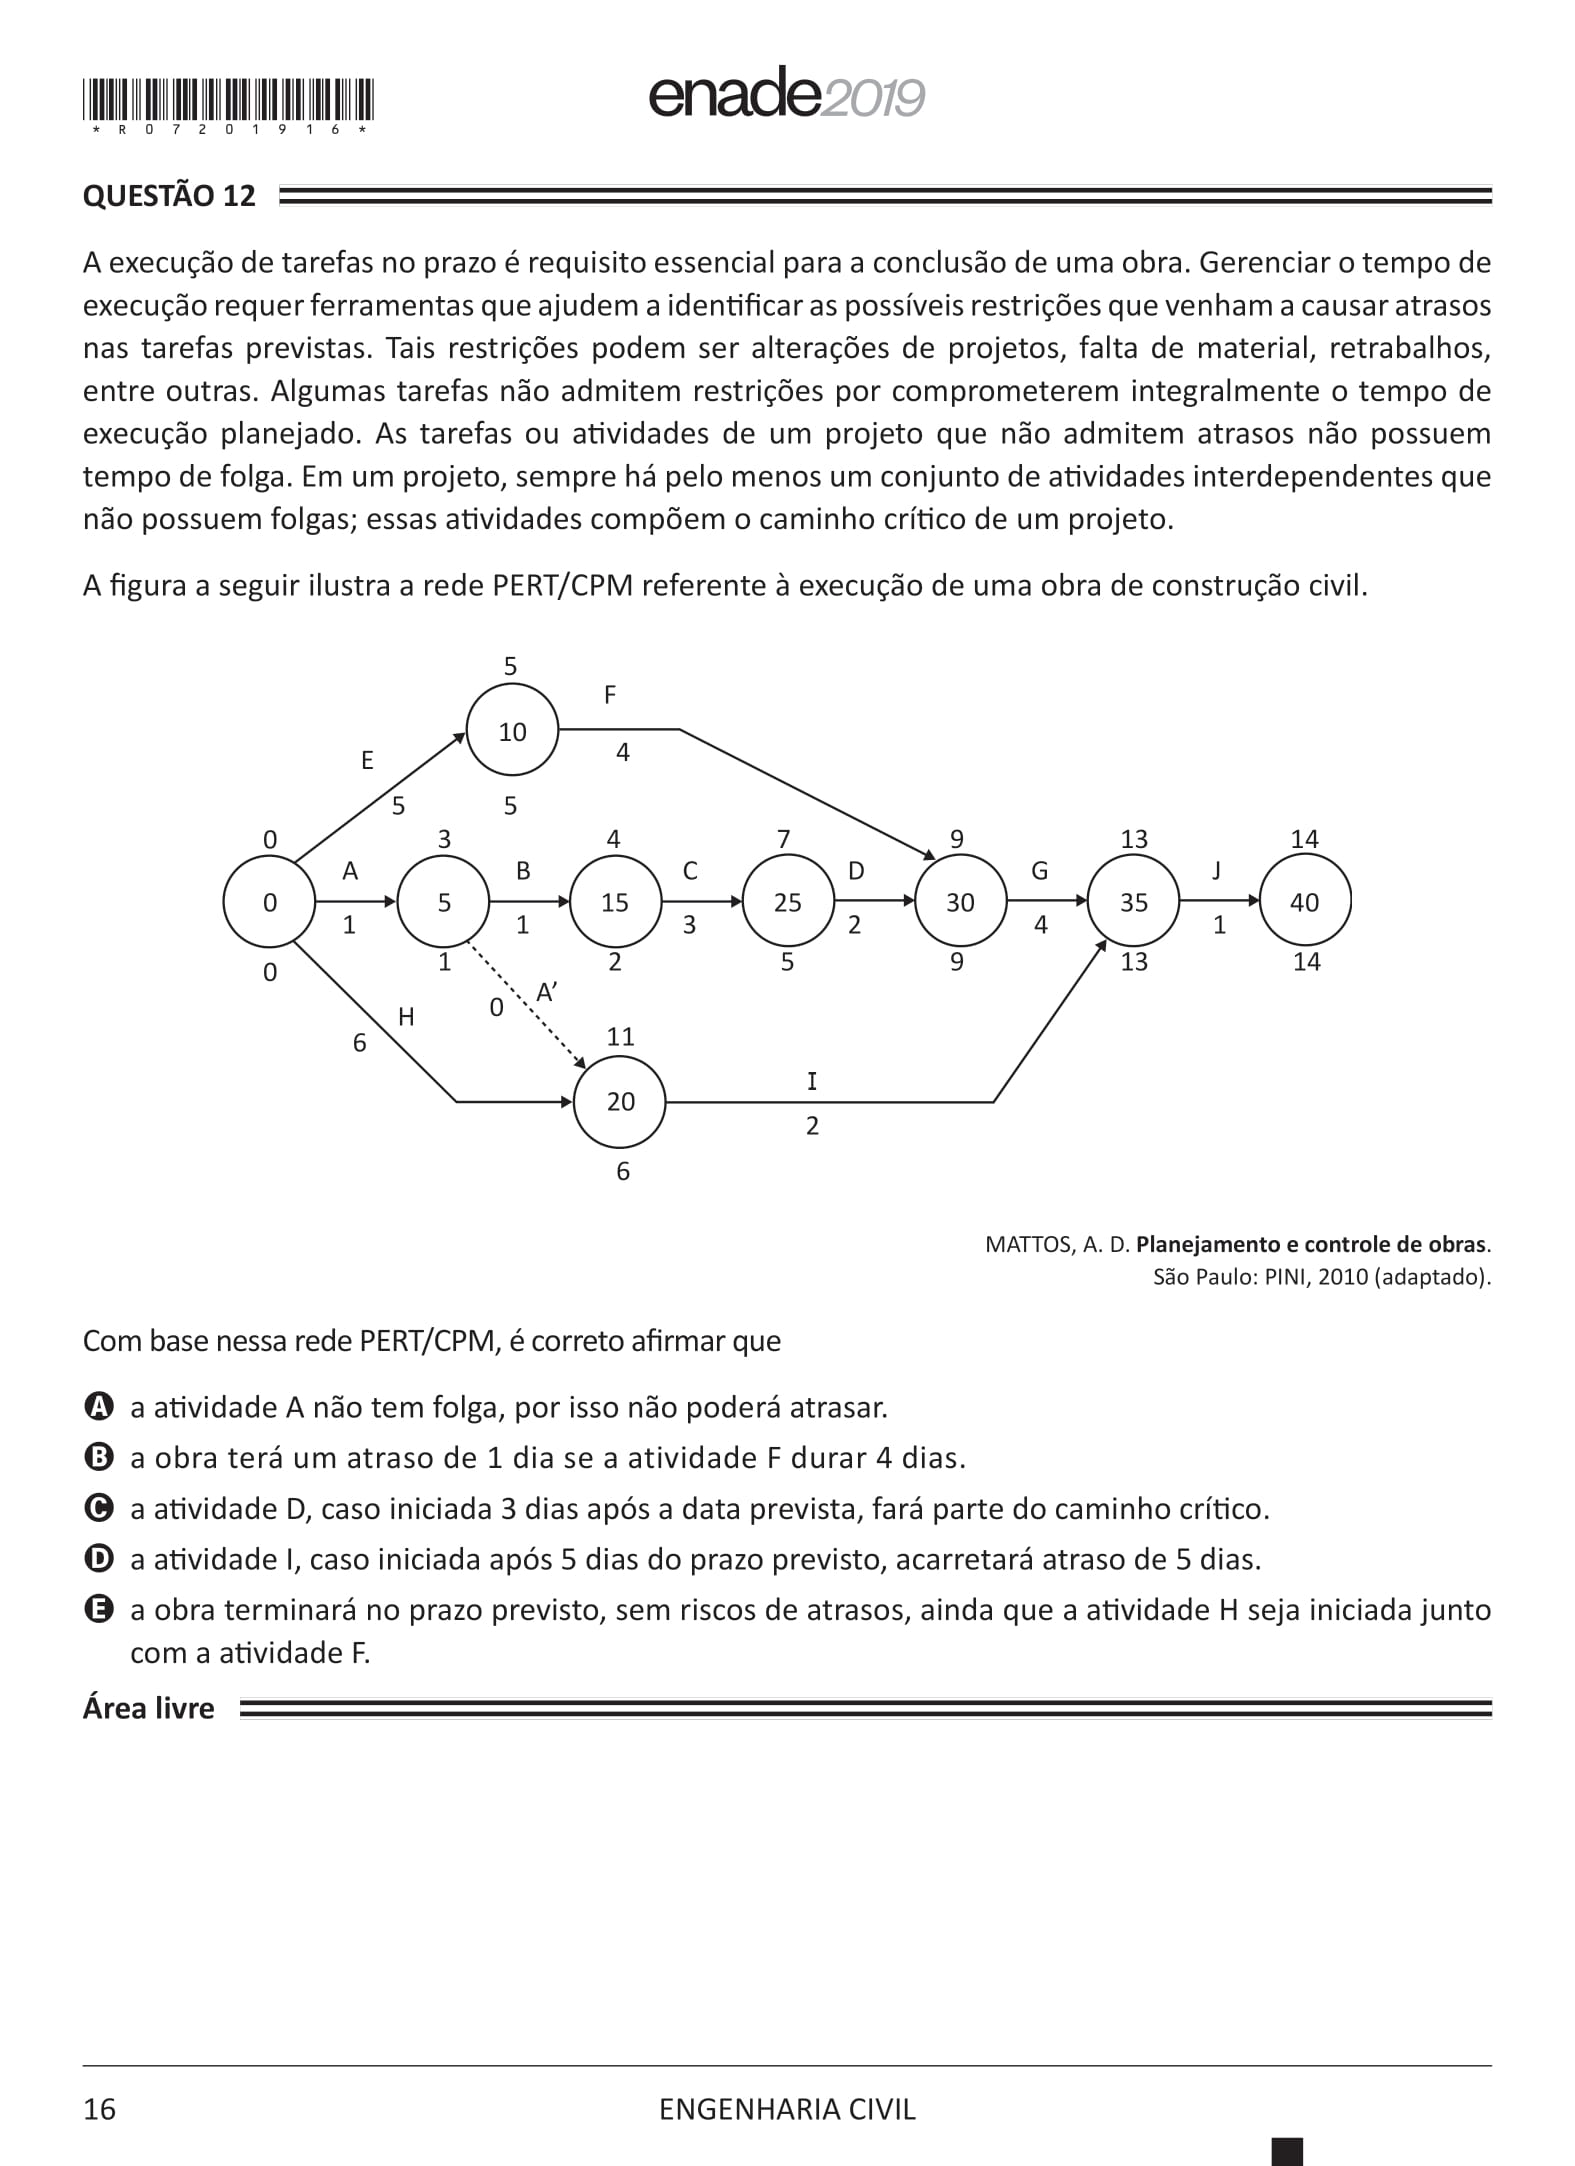 *R07201916*
enade2019
QUESTÃO 12
A execução de tarefas no prazo é requisito essencial para a conclusão de uma obra. Gerenciar o tempo de
execução requer ferramentas que ajudem a identificar as possíveis restrições que venham a causar atrasos
nas tarefas previstas. Tais restrições podem ser alterações de projetos, falta de material, retrabalhos,
entre outras. Algumas tarefas não admitem restrições por comprometerem integralmente o tempo de
execução planejado. As tarefas ou atividades de um projeto que não admitem atrasos não possuem
tempo de folga. Em um projeto, sempre há pelo menos um conjunto de atividades interdependentes que
não possuem folgas; essas atividades compõem o caminho crítico de um projeto.
A figura a seguir ilustra a rede PERT/CPM referente à execução de uma obra de construção civil.
5
F
10
4
E
5
5
0
3
4
7
9
13
14
A
B
C
D
G
J
0
5
15
25
30
35
40
1
1
3
2
4
1
0
1
2
5
9
13
14
H
6
0
A’
11
20
I
2
6
MATTOS, A. D. Planejamento e controle de obras.
São Paulo: PINI, 2010 (adaptado).
Com base nessa rede PERT/CPM, é correto afirmar que
A a atividade A não tem folga, por isso não poderá atrasar.
B a obra terá um atraso de 1 dia se a atividade F durar 4 dias.
C a atividade D, caso iniciada 3 dias após a data prevista, fará parte do caminho crítico.
D a atividade I, caso iniciada após 5 dias do prazo previsto, acarretará atraso de 5 dias.
E a obra terminará no prazo previsto, sem riscos de atrasos, ainda que a atividade H seja iniciada junto
com a atividade F.
Área livre
16
ENGENHARIA CIVIL